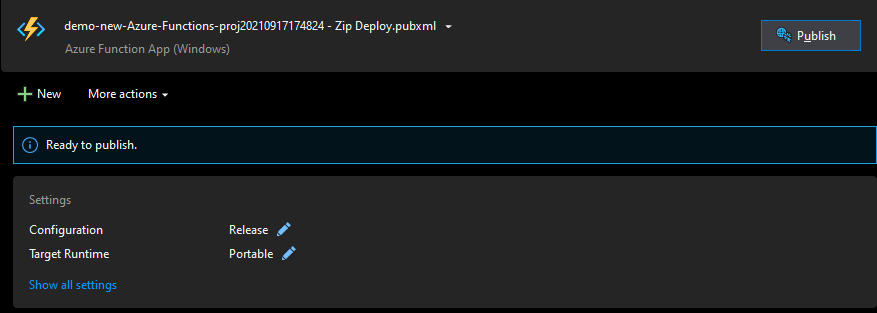 demo-new-Azure-Functions-proj20210917174824 - Zip Deploy.pubxml
Azure Function App (Windows)
Publish
New
More actions
Ready to publish.
Settings
Configuration Release
Target Runtime Portable
Show all settings